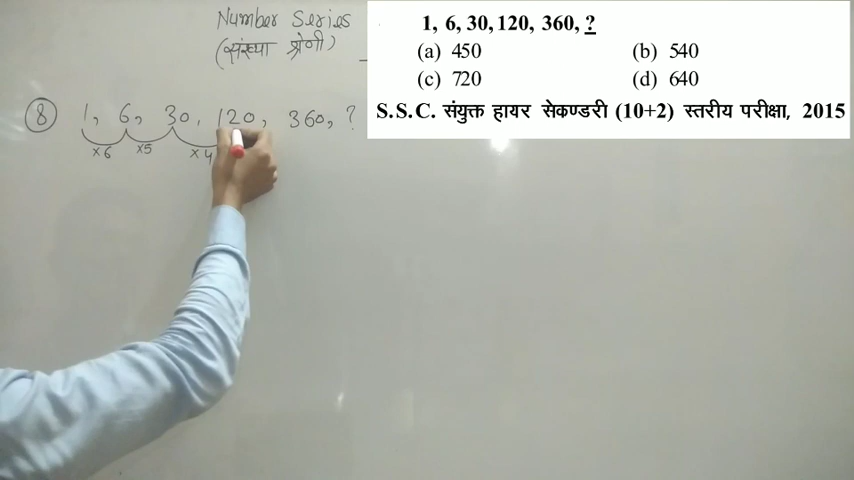 Number Series
(संख्या श्रेणी)
1, 6, 30, 120, 360, ?
(a) 450 (b) 540
(c) 720 (d) 640
S.S.C. संयुक्त हायर सेकण्डरी (10+2) स्तरीय परीक्षा, 2015
8 1, 6, 30, 120, 360, ?
×6 ×5 ×4